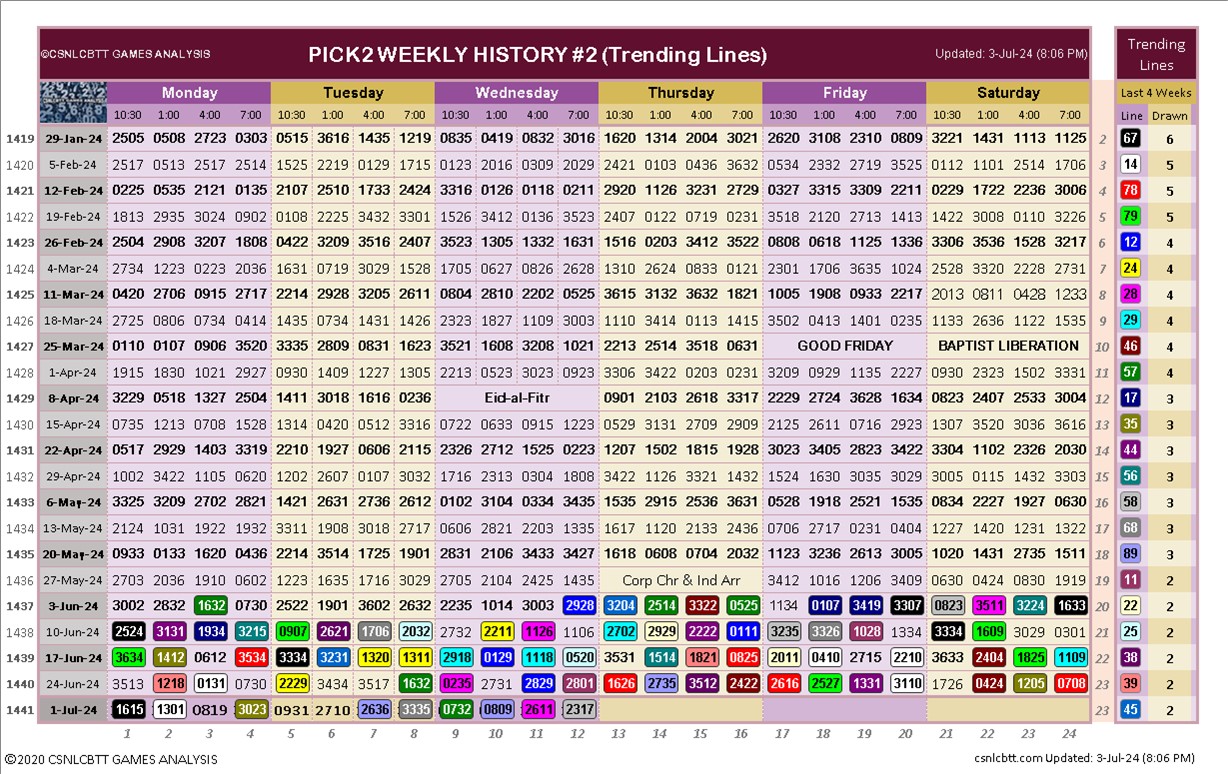 ©CSNLCBTT GAMES ANALYSIS PICK2 WEEKLY HISTORY #2 (Trending Lines) Updated: 3-Jul-24 (8:06 PM) Trending Lines
Monday Tuesday Wednesday Thursday Friday Saturday Last 4 Weeks
10:30 1:00 4:00 7:00 10:30 1:00 4:00 7:00 10:30 1:00 4:00 7:00 10:30 1:00 4:00 7:00 10:30 1:00 4:00 7:00 10:30 1:00 4:00 7:00 Line Drawn
1419 29-Jan-24 2505 0508 2723 0303 0515 3616 1435 1219 0835 0419 0832 3016 1620 1314 2004 3021 2620 3108 2310 0809 3221 1431 1113 1125 2 67 6
1420 5-Feb-24 2517 0513 2517 2514 1525 2219 0129 1715 0123 2016 0309 2029 2421 0103 0436 3632 0534 2332 2719 3525 0112 1101 2514 1706 3 14 5
1421 12-Feb-24 0225 0535 2121 0135 2107 2510 1733 2424 3316 0126 0118 0211 2920 1126 3231 2729 0327 3315 3309 2211 0229 1722 2236 3006 4 78 5
1422 19-Feb-24 1813 2935 3024 0902 0108 2225 3432 3301 1526 3412 0136 3523 2407 0122 0719 0231 3518 2120 2713 1413 1422 3008 0110 3226 5 79 5
1423 26-Feb-24 2504 2908 3207 1808 0422 3209 3516 2407 3523 1305 1332 1631 1516 0203 3412 3522 0808 0618 1125 1336 3306 3536 1528 3217 6 12 4
1424 4-Mar-24 2734 1223 0223 2036 1631 0719 3029 1523 1705 0627 0826 2628 1310 2624 0833 0121 2301 1706 3635 1024 2528 3320 2228 2731 7 24 4
1425 11-Mar-24 0420 2706 0915 2717 2214 2928 3205 2617 0804 2810 2202 0525 3615 3132 3632 1821 1005 1908 0933 2217 2013 0811 0428 1233 8 28 4
1426 18-Mar-24 2725 0806 0734 0414 1435 0734 1431 1422 2323 1827 1109 3003 1110 3414 0113 1415 3502 0413 1401 0235 1133 2636 1122 1535 9 29 4
1427 25-Mar-24 0110 0107 0906 3520 3335 2809 0831 1623 3521 1608 3208 1021 2213 2514 3518 0631 GOOD FRIDAY BAPTIST LIBERATION 10 46 4
1428 1-Apr-24 1915 1830 1021 2927 0930 1409 1227 1305 2213 0523 3023 0923 3306 3422 0203 0231 3209 0929 1135 2227 0930 2323 1502 3331 11 57 4
1429 8-Apr-24 3229 0518 1327 2504 1411 3018 1616 0236 Eid-al-Fitr 0901 2103 2618 3317 2229 2724 3628 1634 0823 2407 2533 3004 12 17 3
1430 15-Apr-24 0735 1213 0708 1528 1314 0420 0512 3319 0722 0633 0915 1223 0529 3131 2709 2909 2125 2611 0716 2923 1307 3520 3036 3616 13 35 3
1431 22-Apr-24 0517 2929 1403 3319 2210 1927 0606 2113 2326 2713 1525 0223 1207 1502 1815 1928 3023 3405 2823 3422 3304 1102 2326 2030 14 44 3
1432 29-Apr-24 1002 3422 1105 0620 1202 2607 0107 3035 1716 2315 0304 1808 3422 1126 3321 1432 1524 1630 3035 3029 3005 0115 1432 3303 15 56 3
1433 6-May-24 3325 3209 2702 2821 1421 2631 2736 2612 0102 3104 0334 3435 1535 2915 2536 3631 0528 1918 2521 1535 0834 2227 1927 0630 16 58 3
1434 13-May-24 2124 1031 1922 1932 3311 1908 3018 2717 0606 2821 2203 1335 1617 1120 2133 2436 0706 2717 0231 0404 1227 1420 1231 1322 17 68 3
1435 20-May-24 0933 0133 1620 0436 2214 3514 1725 1901 2831 2106 3433 3427 1618 0608 0704 2032 1123 3236 2613 3005 1020 1431 2735 1511 18 89 3
1436 27-May-24 2703 2036 1910 0602 1223 1635 1716 3029 2705 2104 2425 1435 Corp Chr & Ind Arr 3412 1016 1206 3409 0630 0424 0830 1919 19 11 2
1437 3-Jun-24 3002 2832 1632 0730 2522 1901 3602 2632 2235 1014 3003 2928 3204 2514 3322 0525 1134 0107 3419 3307 0823 3511 3224 1633 20 22 2
1438 10-Jun-24 2524 3131 1934 3215 0907 2621 1706 2032 2732 2211 1126 1106 2702 2929 2222 0111 3235 3326 1028 1334 3334 1609 3029 0301 21 25 2
1439 17-Jun-24 3634 1412 0612 3534 3334 3231 1320 1311 2918 0129 1118 0520 3531 1514 1821 0825 2011 0410 2715 2210 3633 2404 1825 1109 22 38 2
1440 24-Jun-24 3513 1218 0131 0730 2229 3434 3517 1632 0235 2731 2829 2801 1626 2735 3512 2422 2616 2527 1331 3110 1726 0424 1205 0708 23 39 2
1441 1-Jul-24 1615 1301 0819 3023 0931 2710 2636 3335 0732 0809 2611 2317 23 45 2
1 2 3 4 5 6 7 8 9 10 11 12 13 14 15 16 17 18 19 20 21 22 23 24
©2020 CSNLCBTT GAMES ANALYSIS csnlcbtt.com Updated: 3-Jul-24 (8:06 PM)